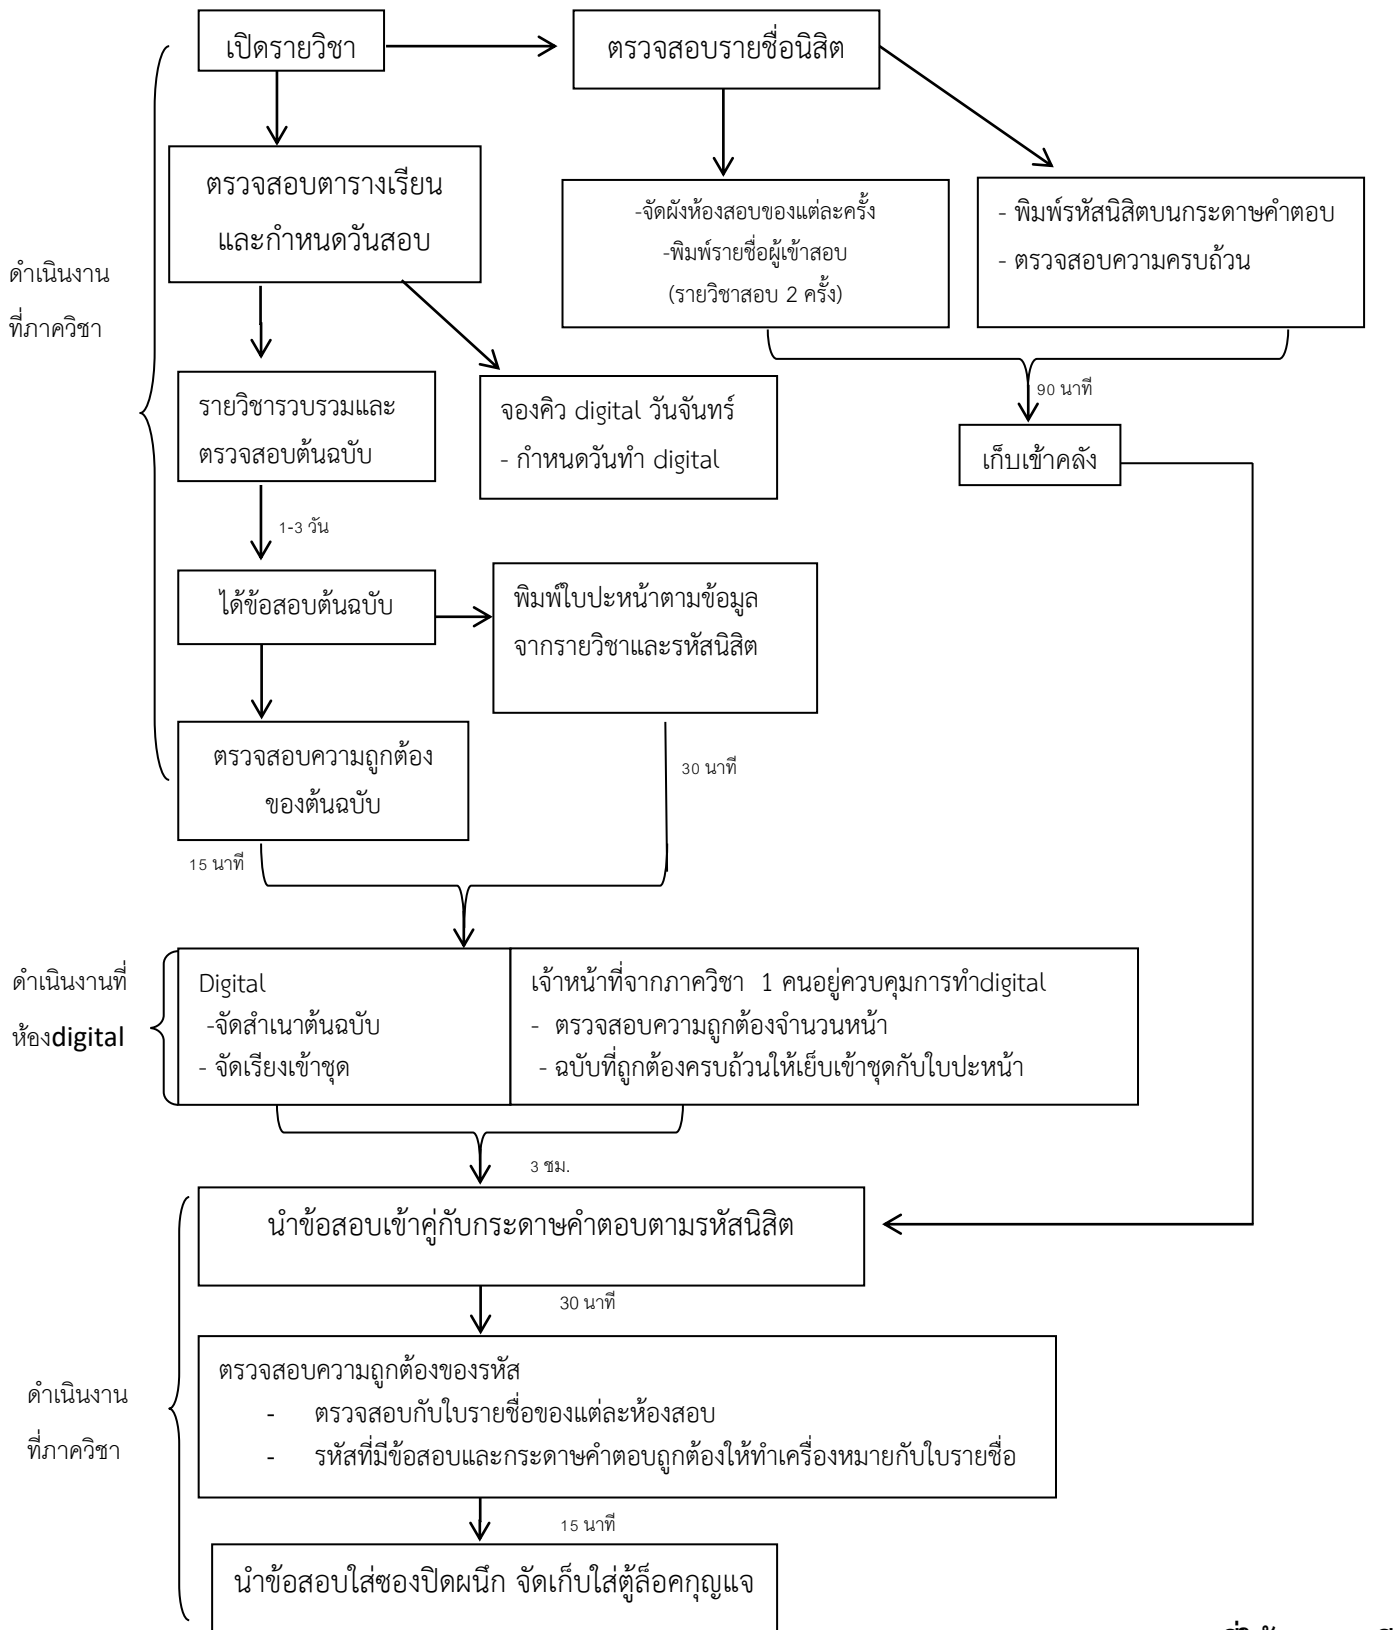 เปิดรายวิชา
ตรวจสอบรายชื่อนิสิต
ตรวจสอบตารางเรียน
และกำหนดวันสอบ
-จัดผังห้องสอบของแต่ละครั้ง
-พิมพ์รายชื่อผู้เข้าสอบ
(รายวิชาสอบ 2 ครั้ง)
- พิมพ์รหัสนิสิตบนกระดาษคำตอบ
- ตรวจสอบความครบถ้วน
ดำเนินงาน
ที่ภาควิชา
90 นาที
รายวิชารวบรวมและ
ตรวจสอบต้นฉบับ
จองคิว digital วันจันทร์
- กำหนดวันทำ digital
เก็บเข้าคลัง
1-3 วัน
ได้ข้อสอบต้นฉบับ
พิมพ์ใบปะหน้าตามข้อมูล
จากรายวิชาและรหัสนิสิต
ตรวจสอบความถูกต้อง
ของต้นฉบับ
30 นาที
15 นาที
ดำเนินงานที่
ห้องdigital
Digital
-จัดสำเนาต้นฉบับ
- จัดเรียงเข้าชุด
เจ้าหน้าที่จากภาควิชา 1 คนอยู่ควบคุมการทำdigital
- ตรวจสอบความถูกต้องจำนวนหน้า
- ฉบับที่ถูกต้องครบถ้วนให้เย็บเข้าชุดกับใบปะหน้า
3 ชม.
นำข้อสอบเข้าคู่กับกระดาษคำตอบตามรหัสนิสิต
30 นาที
ดำเนินงาน
ที่ภาควิชา
ตรวจสอบความถูกต้องของรหัส
- ตรวจสอบกับใบรายชื่อของแต่ละห้องสอบ
- รหัสที่มีข้อสอบและกระดาษคำตอบถูกต้องให้ทำเครื่องหมายกับใบรายชื่อ
15 นาที
นำข้อสอบใส่ซองปิดผนึก จัดเก็บใส่ตู้ล็อคกุญแจ